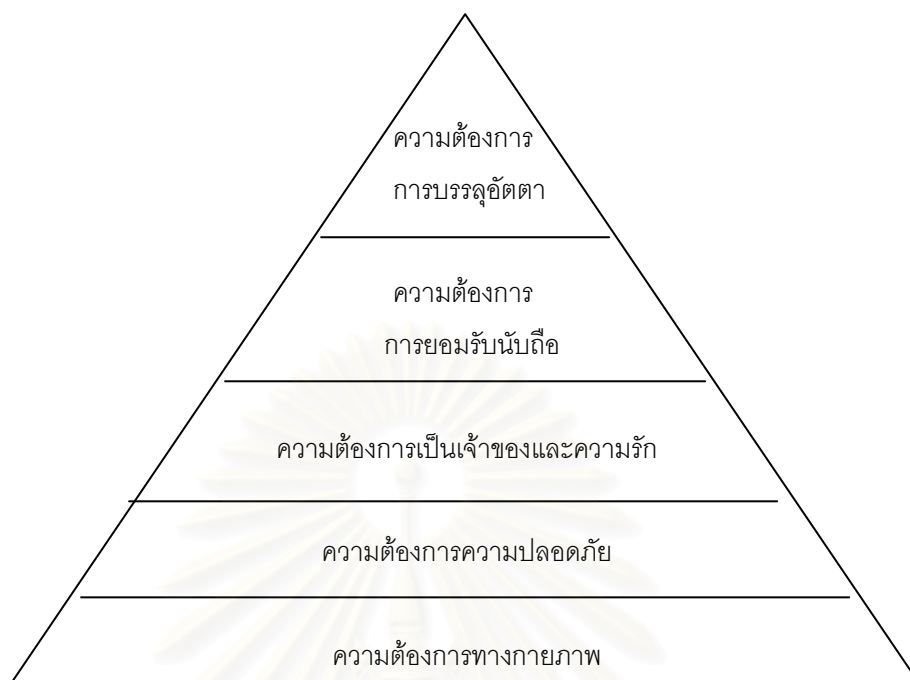 ความต้องการ
การบรรลุอัตตา
ความต้องการ
การยอมรับนับถือ
ความต้องการเป็นเจ้าของและความรัก
ความต้องการความปลอดภัย
ความต้องการทางกายภาพ